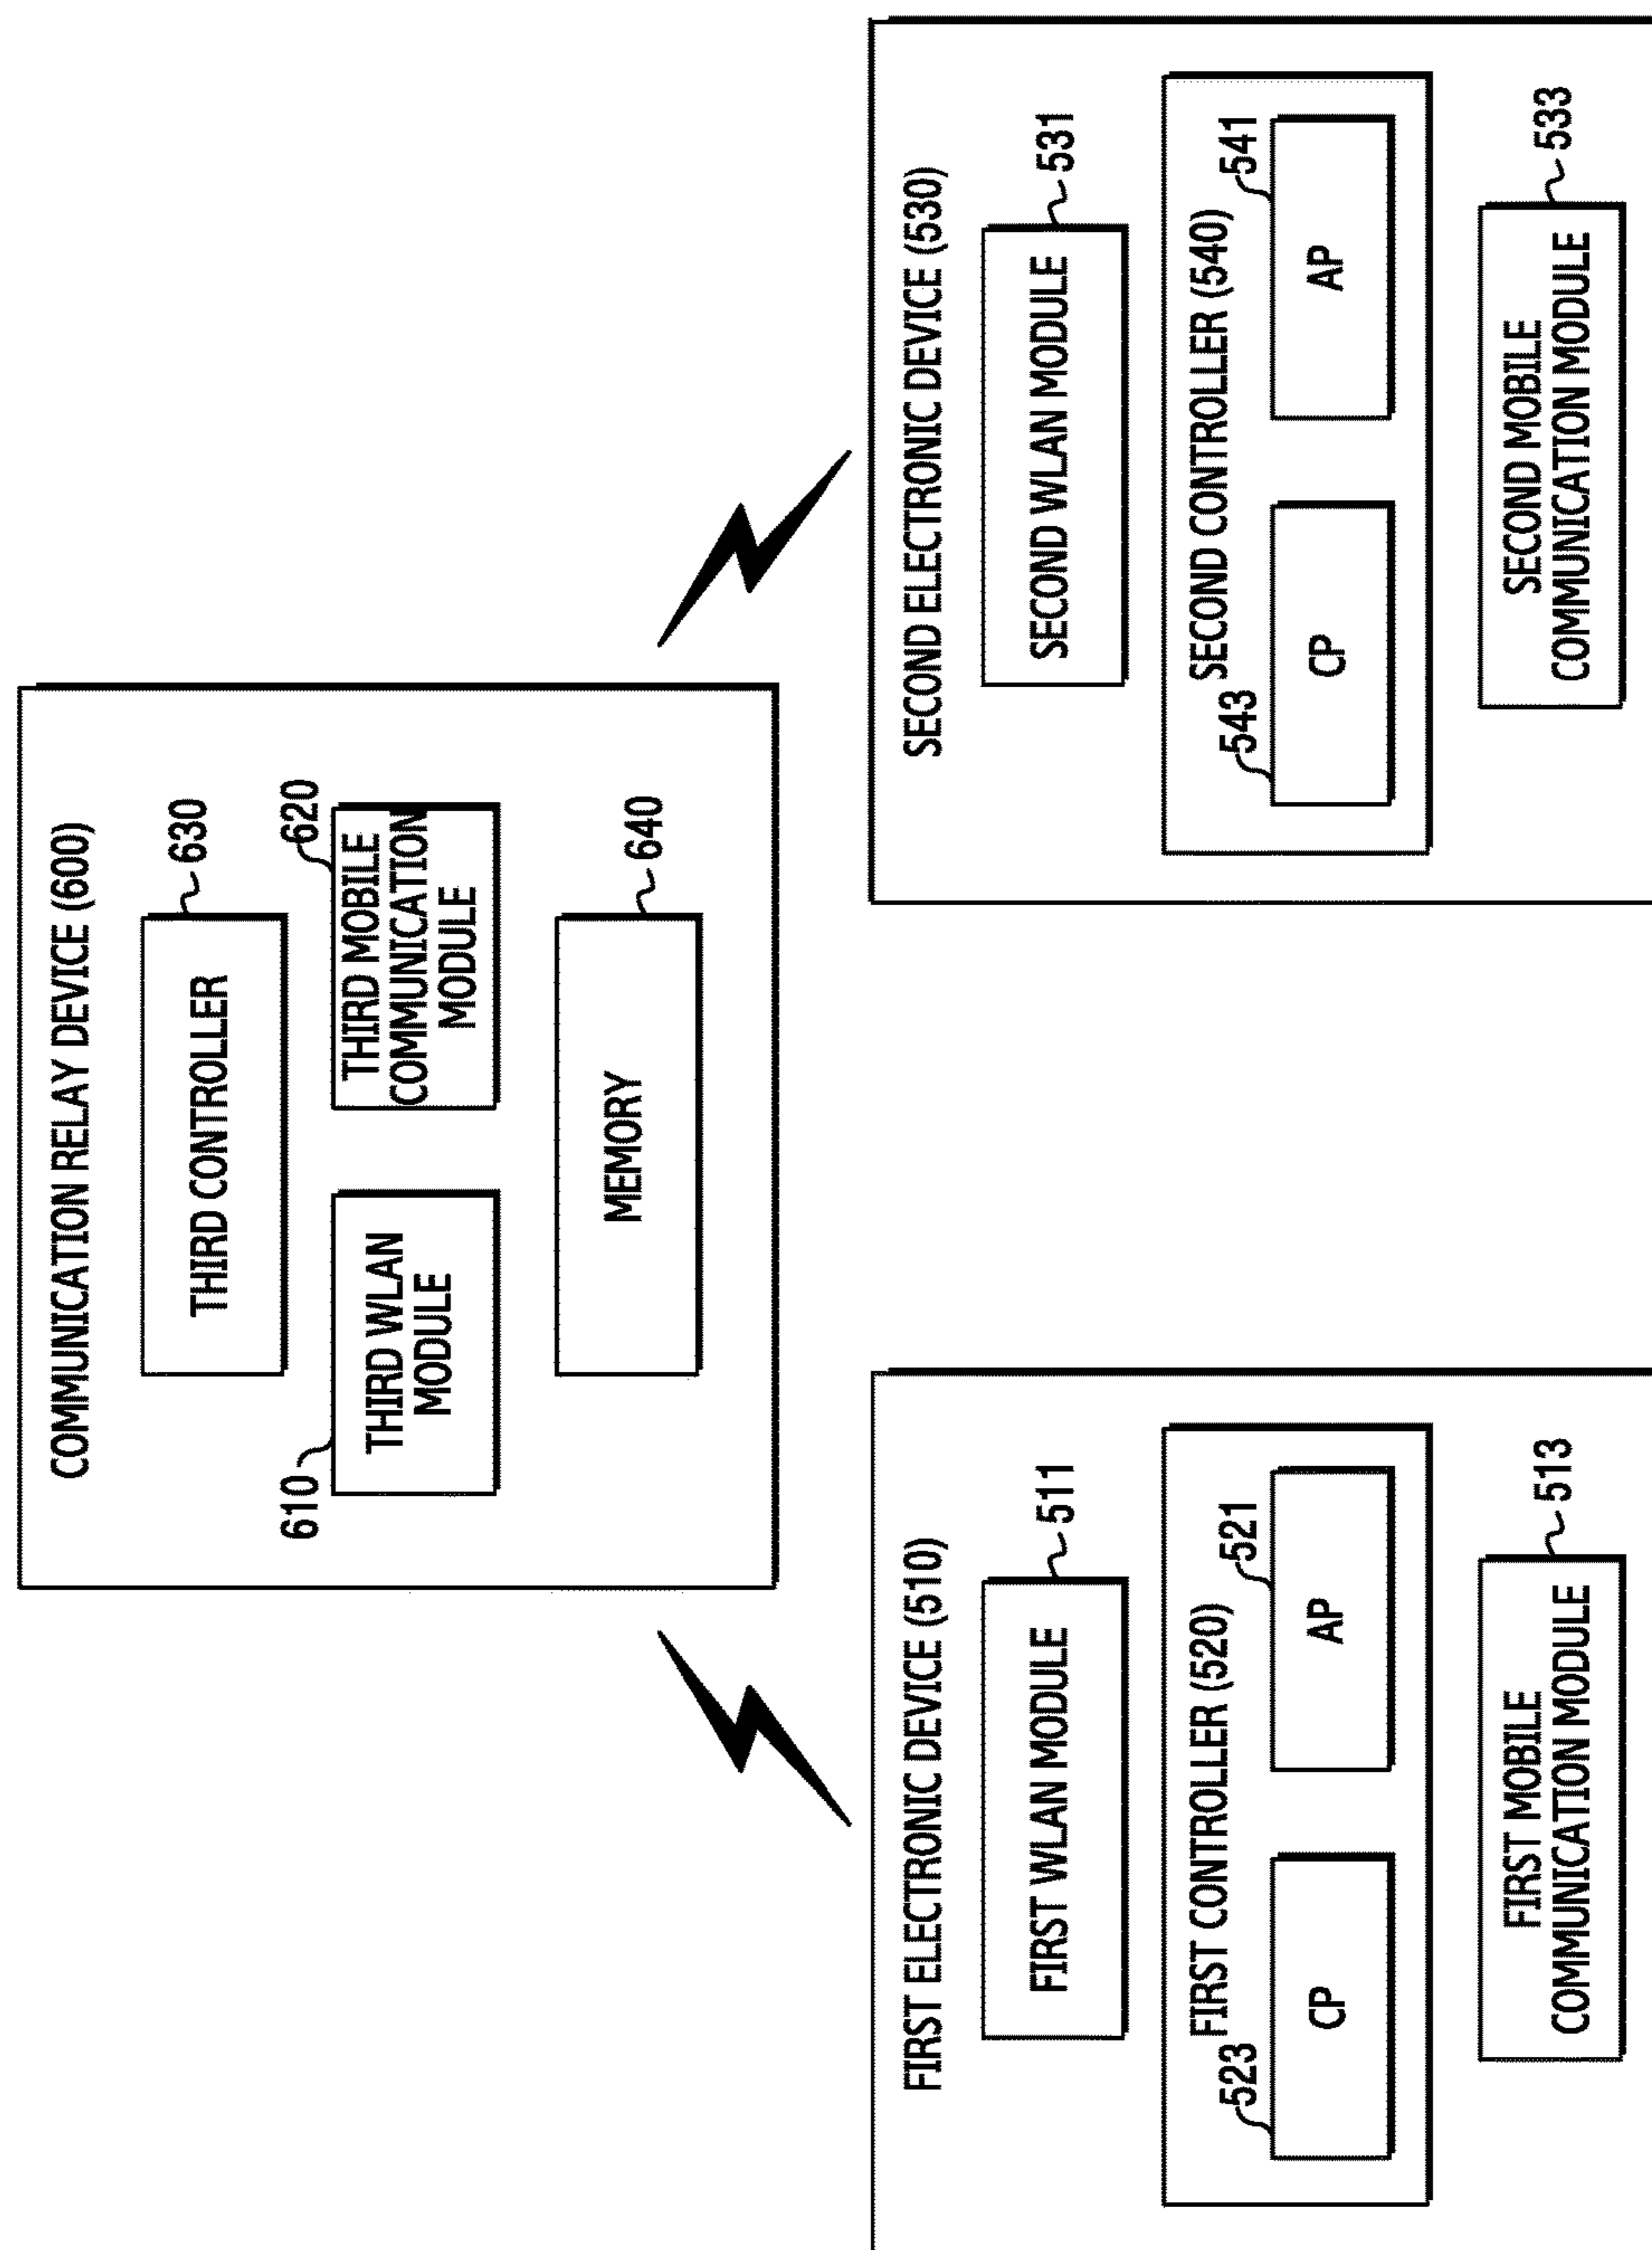 COMMUNICATION RELAY DEVICE (600)
THIRD CONTROLLER
630
610
THIRD WLAN
MODULE
620
THIRD MOBILE
COMMUNICATION
MODULE
MEMORY
640
FIRST ELECTRONIC DEVICE (510)
FIRST WLAN MODULE
511
FIRST CONTROLLER (520)
523
CP
521
AP
FIRST MOBILE
COMMUNICATION MODULE
513
SECOND ELECTRONIC DEVICE (530)
SECOND WLAN MODULE
531
SECOND CONTROLLER (540)
543
CP
541
AP
SECOND MOBILE
COMMUNICATION MODULE
533